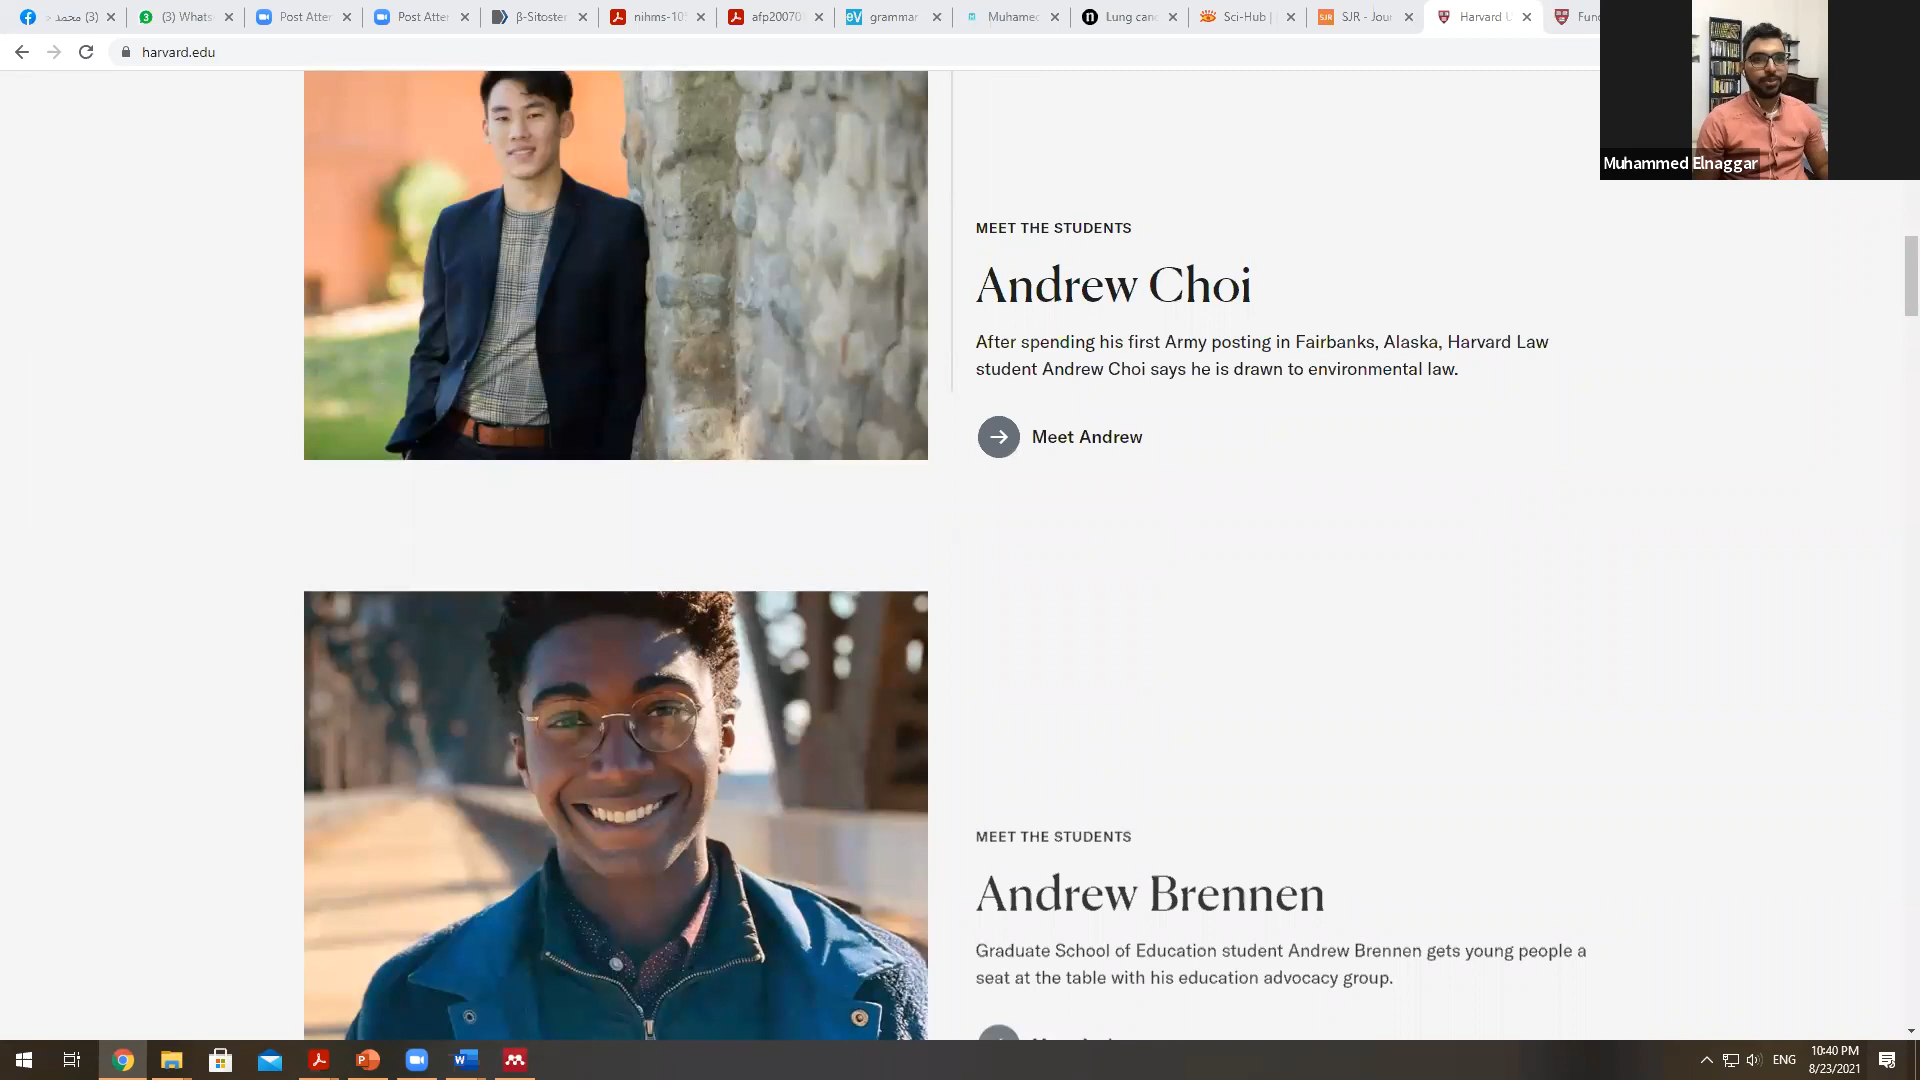 (3) محمد
(3) Whats
Post Atter
Post Atter
β-Sitoster
nihms-10
afp20070
grammar
Muhamec
Lung can
Sci-Hub |
SJR - Jour
Harvard U
Fun
harvard.edu
Muhammed Elnaggar
MEET THE STUDENTS
Andrew Choi
After spending his first Army posting in Fairbanks, Alaska, Harvard Law
student Andrew Choi says he is drawn to environmental law.
Meet Andrew
MEET THE STUDENTS
Andrew Brennen
Graduate School of Education student Andrew Brennen gets young people a
seat at the table with his education advocacy group.
ENG
10:40 PM
8/23/2021